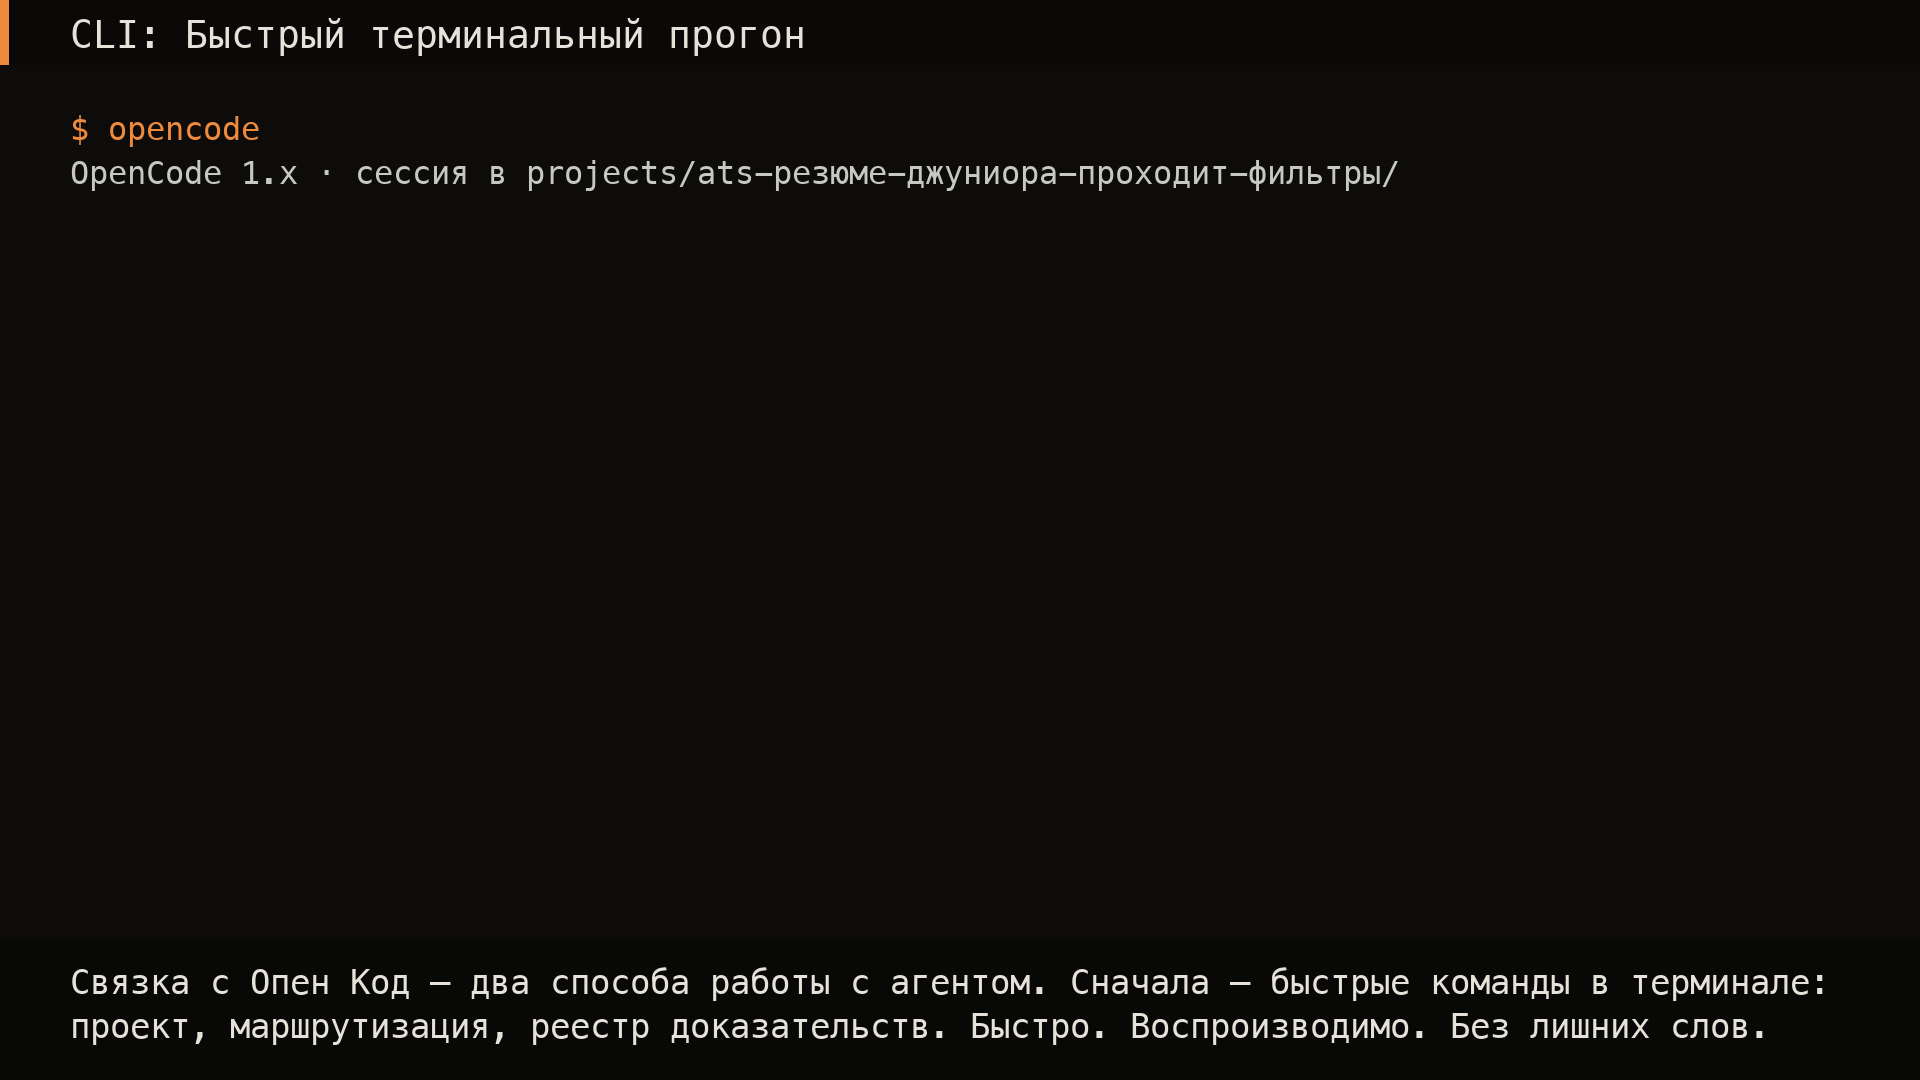 CLI: Быстрый терминальный прогон
$ opencode
OpenCode 1.x · сессия в projects/ats—резюме—джуниора—проходит—фильтры/
Связка с Опен Код — два способа работы с агентом. Сначала — быстрые команды в терминале:
проект, маршрутизация, реестр доказательств. Быстро. Воспроизводимо. Без лишних слов.